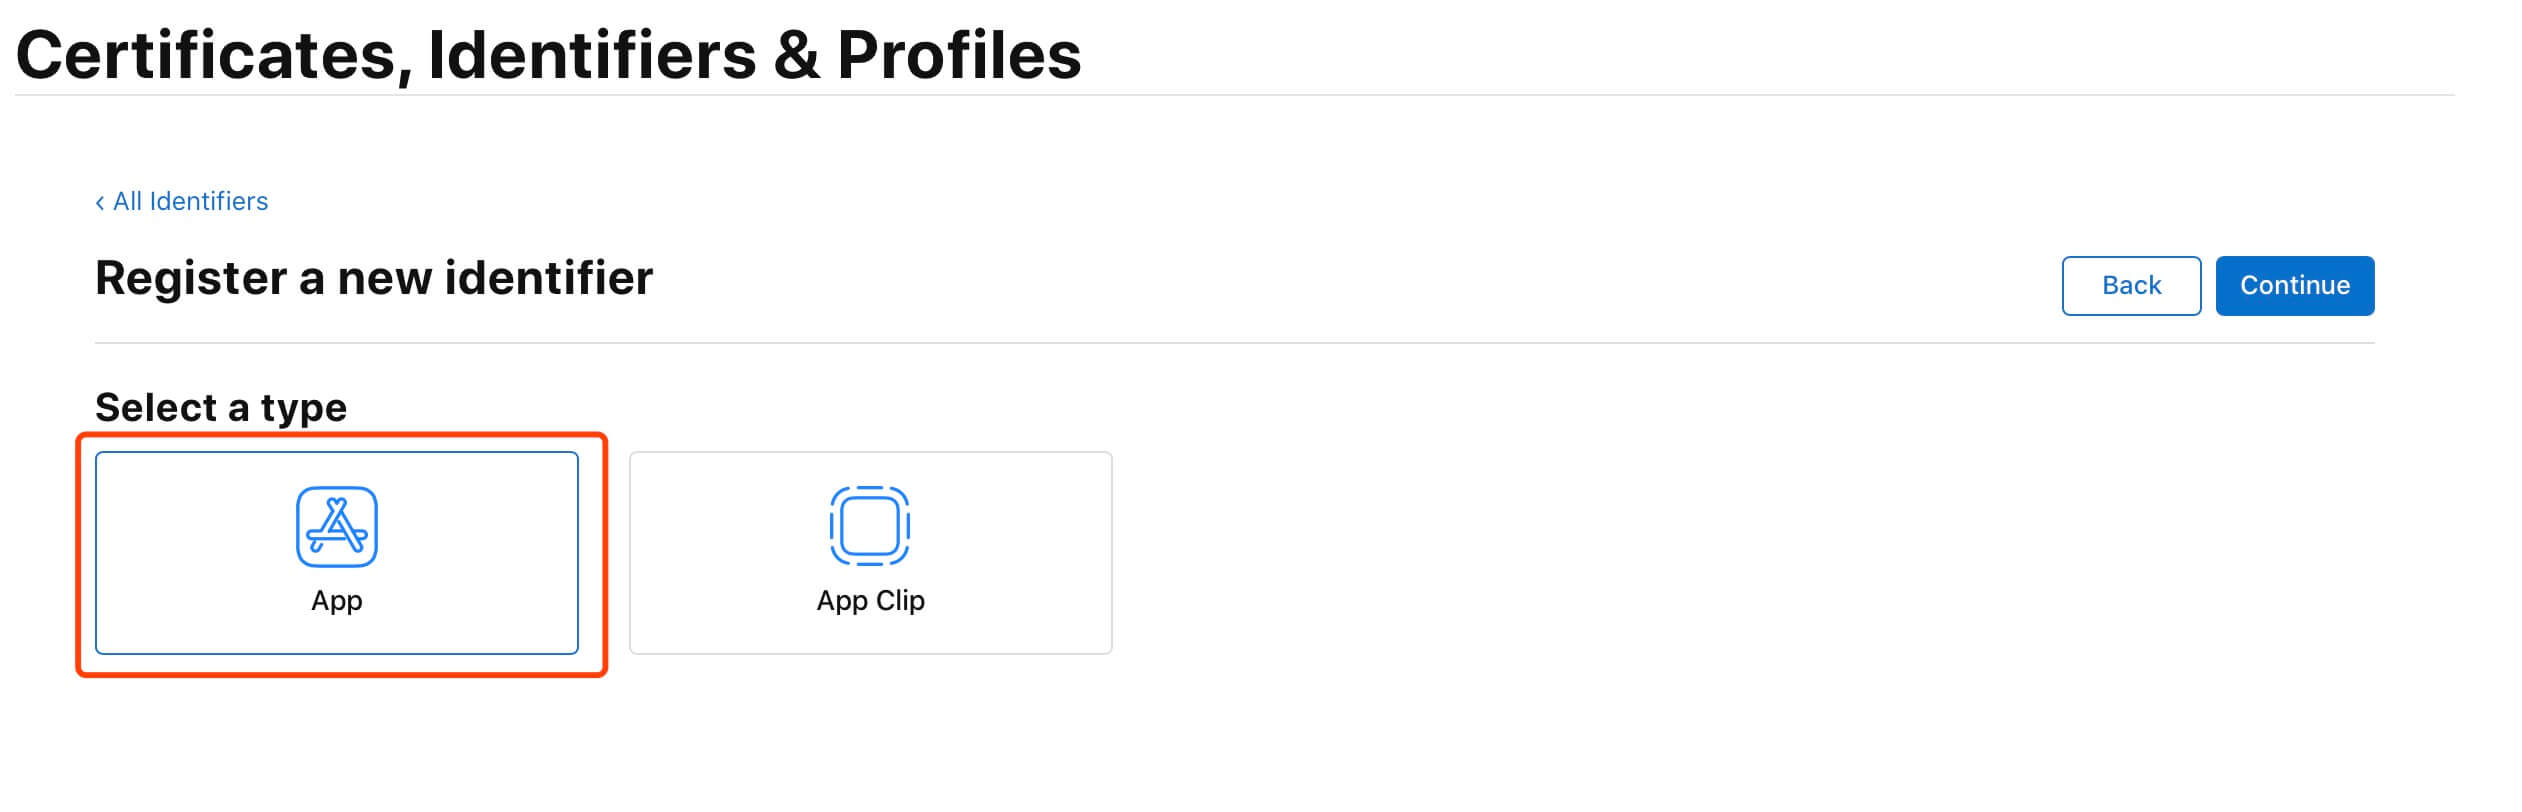 Certificates, Identifiers & Profiles
‹ All Identifiers
Register a new identifier
Back
Continue
Select a type
App
App Clip